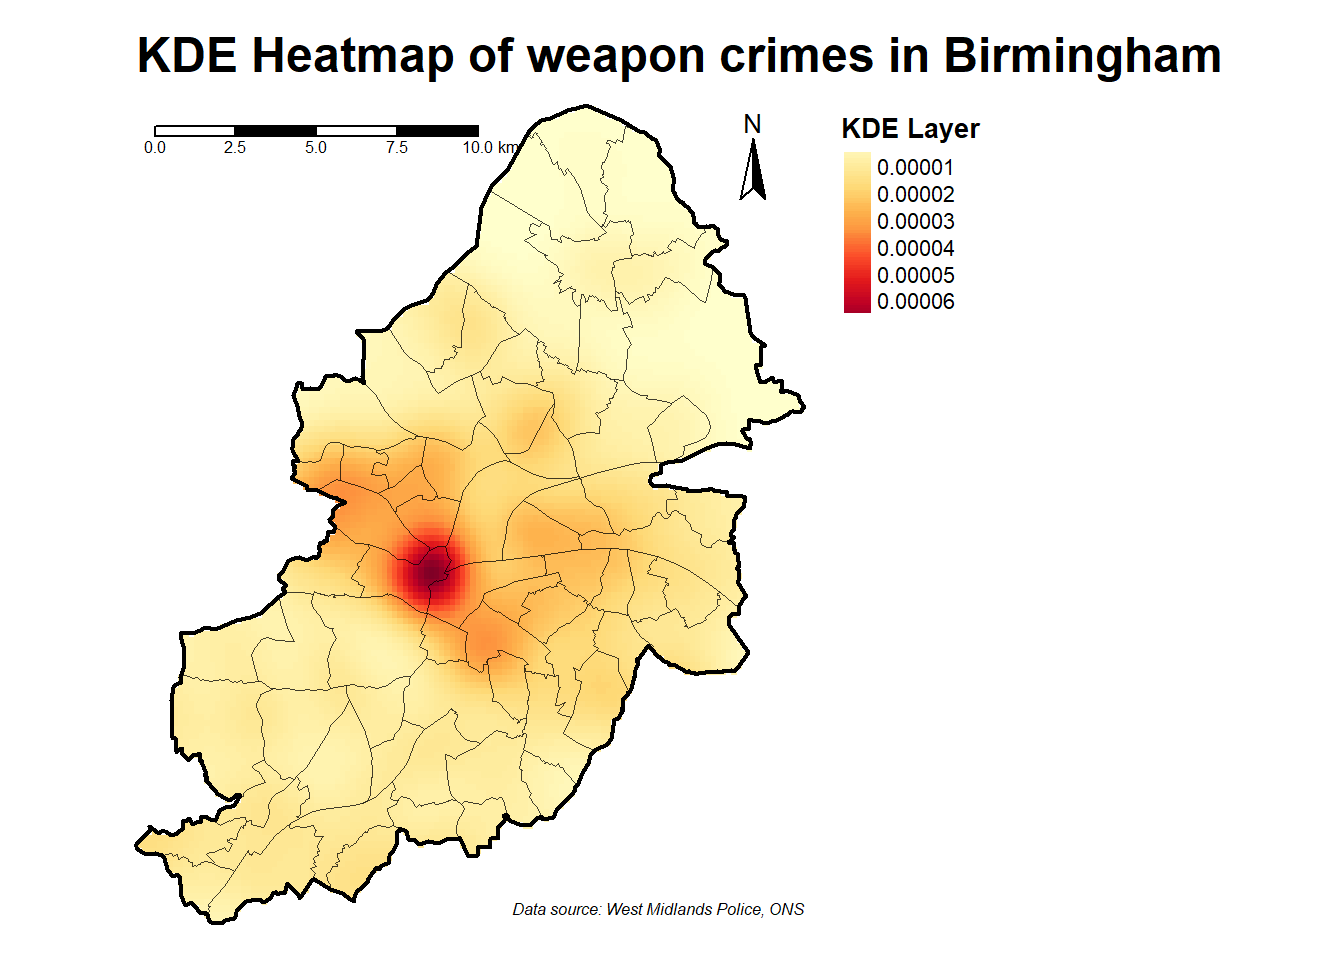 KDE Heatmap of weapon crimes in Birmingham
0.0 2.5 5.0 7.5 10.0 km
N
KDE Layer
0.00001
0.00002
0.00003
0.00004
0.00005
0.00006
Data source: West Midlands Police, ONS